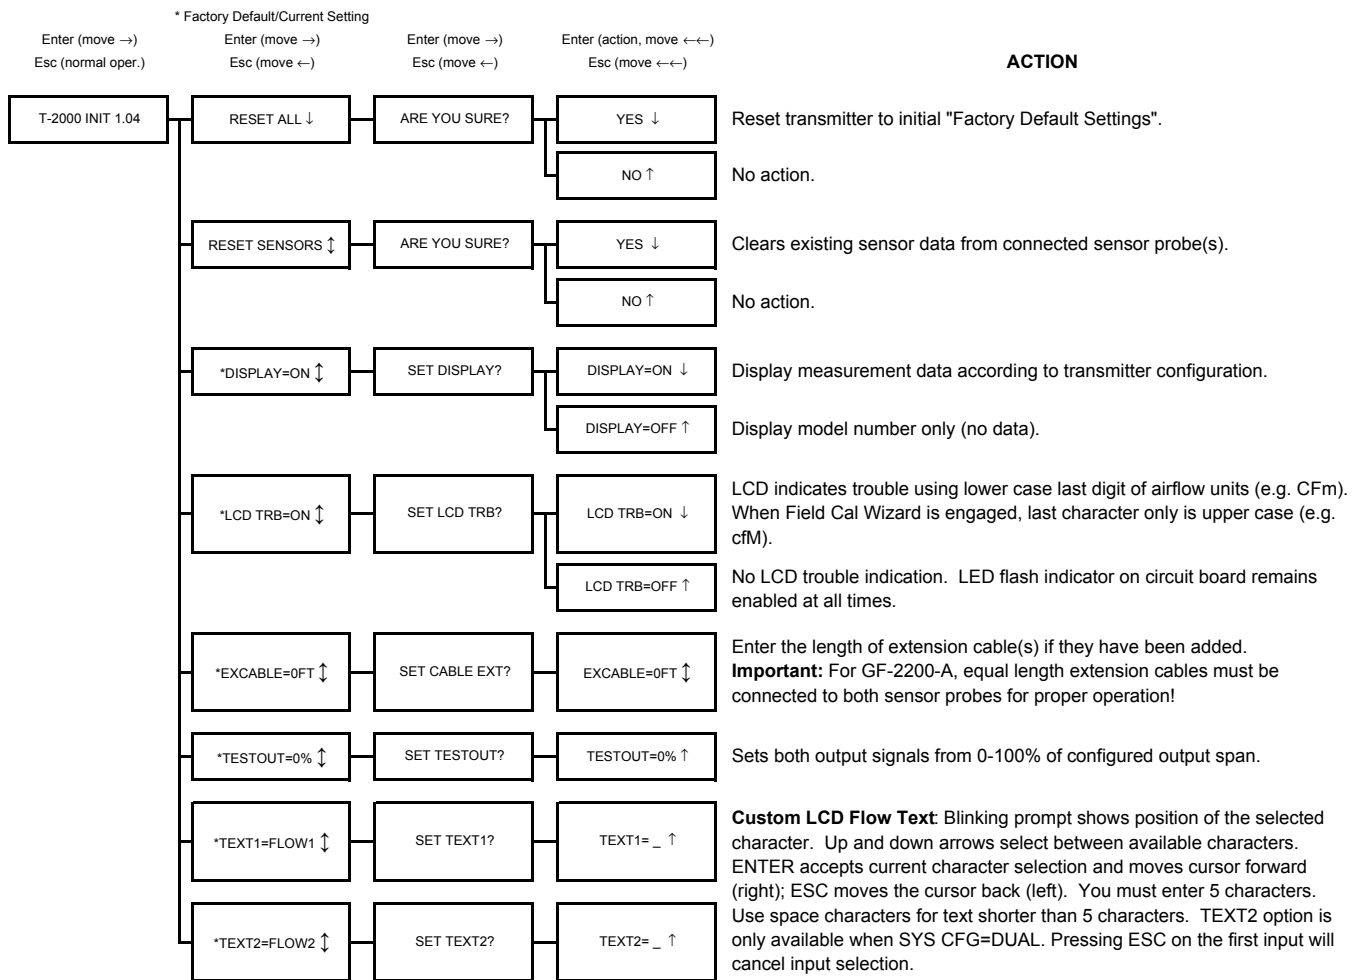 * Factory Default/Current Setting
Enter (move →)
Esc (normal oper.)
Enter (move →)
Esc (move ←)
Enter (move →)
Esc (move ←)
Enter (action, move ←←)
Esc (move ←←)
ACTION
T-2000 INIT 1.04
RESET ALL ↓
ARE YOU SURE?
YES ↓
Reset transmitter to initial "Factory Default Settings".
NO ↑
No action.
RESET SENSORS ↕
ARE YOU SURE?
YES ↓
Clears existing sensor data from connected sensor probe(s).
NO ↑
No action.
*DISPLAY=ON ↕
SET DISPLAY?
DISPLAY=ON ↓
Display measurement data according to transmitter configuration.
DISPLAY=OFF ↑
Display model number only (no data).
*LCD TRB=ON ↕
SET LCD TRB?
LCD TRB=ON ↓
LCD indicates trouble using lower case last digit of airflow units (e.g. CFm).
When Field Cal Wizard is engaged, last character only is upper case (e.g.
cfM).
LCD TRB=OFF ↑
No LCD trouble indication. LED flash indicator on circuit board remains
enabled at all times.
*EXCABLE=0FT ↕
SET CABLE EXT?
EXCABLE=0FT ↕
Enter the length of extension cable(s) if they have been added.
Important: For GF-2200-A, equal length extension cables must be
connected to both sensor probes for proper operation!
*TESTOUT=0% ↕
SET TESTOUT?
TESTOUT=0% ↑
Sets both output signals from 0-100% of configured output span.
*TEXT1=FLOW1 ↕
SET TEXT1?
TEXT1= _ ↑
Custom LCD Flow Text: Blinking prompt shows position of the selected
character. Up and down arrows select between available characters.
ENTER accepts current character selection and moves cursor forward
(right); ESC moves the cursor back (left). You must enter 5 characters.
Use space characters for text shorter than 5 characters. TEXT2 option is
only available when SYS CFG=DUAL. Pressing ESC on the first input will
cancel input selection.
*TEXT2=FLOW2 ↕
SET TEXT2?
TEXT2= _ ↑